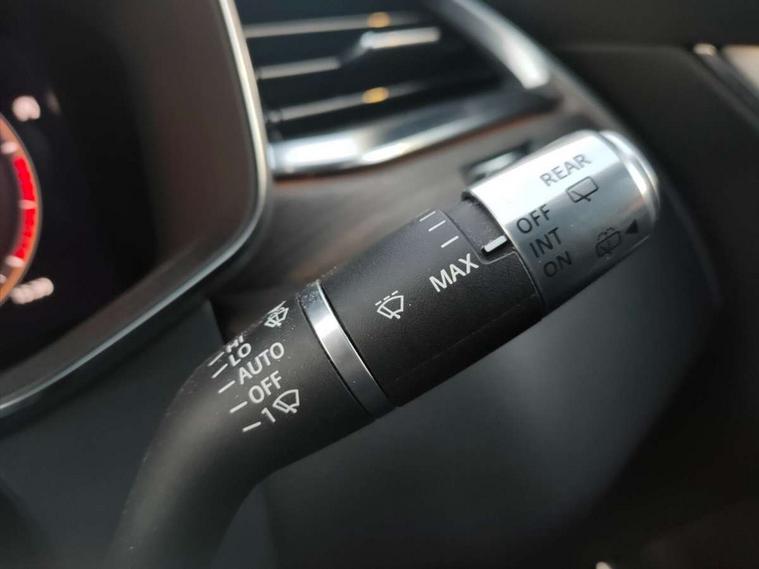 REAR
OFF
INT
ON
MAX
HI
LO
AUTO
OFF
1